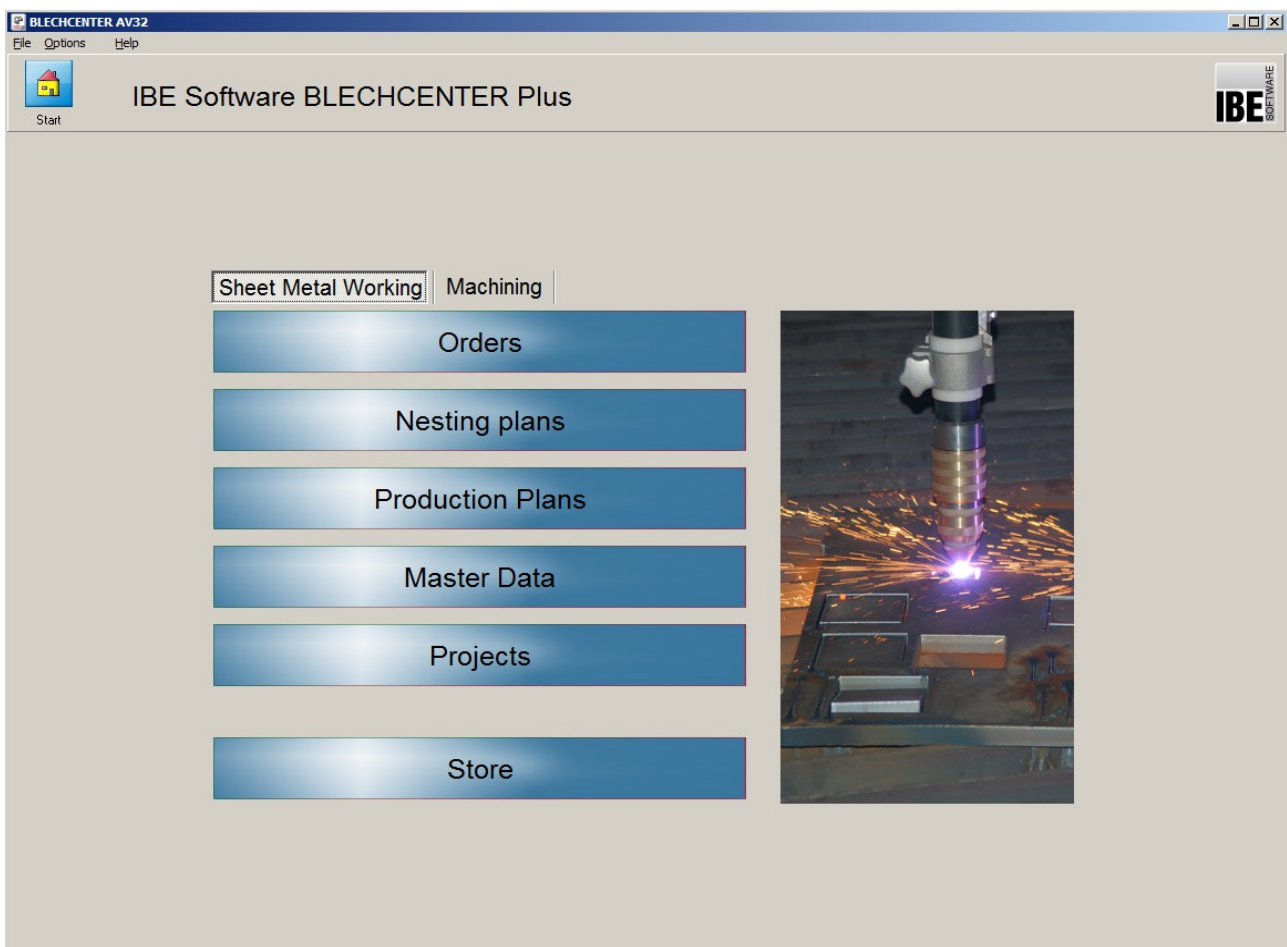 BLECHCENTER AV32
File Options Help
Start
IBE Software BLECHCENTER Plus
IBE SOFTWARE
Sheet Metal Working Machining
Orders
Nesting plans
Production Plans
Master Data
Projects
Store